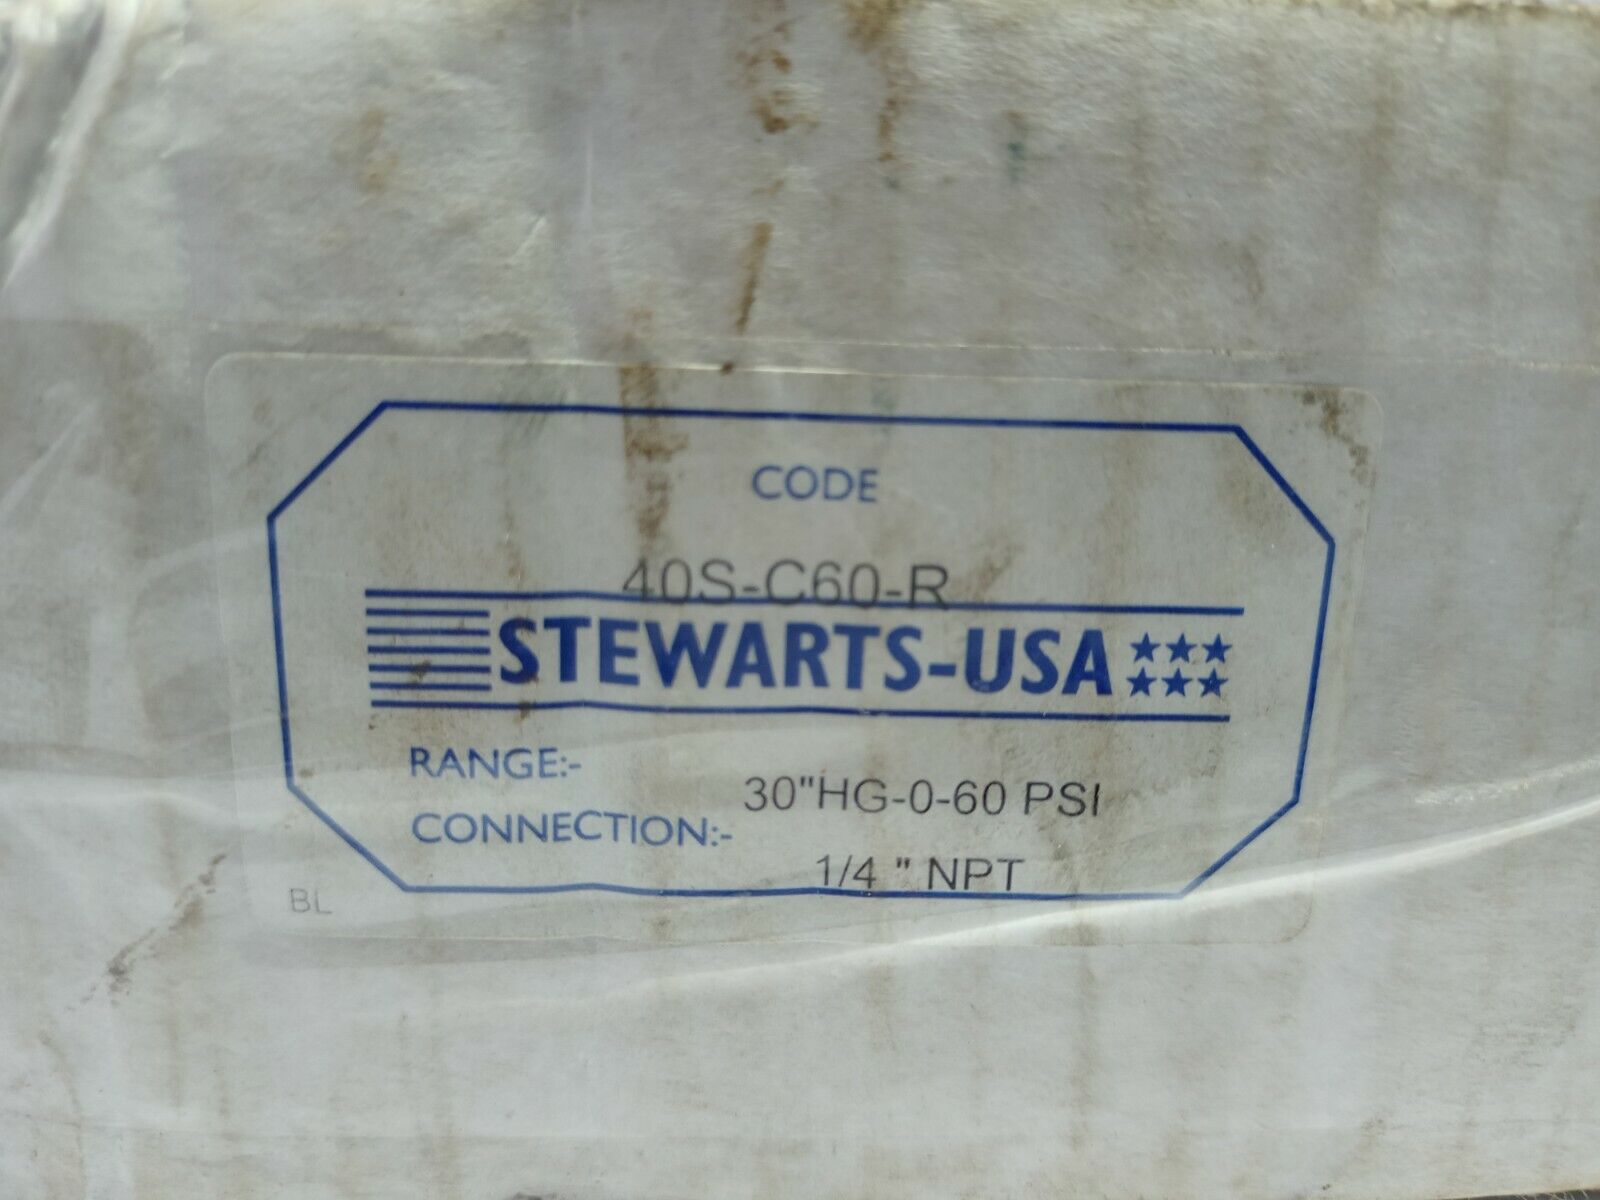 CODE
40S-C60-R
STEWARTS-USA
RANGE:-
30"HG-0-60 PSI
CONNECTION:-
1/4 " NPT
BL